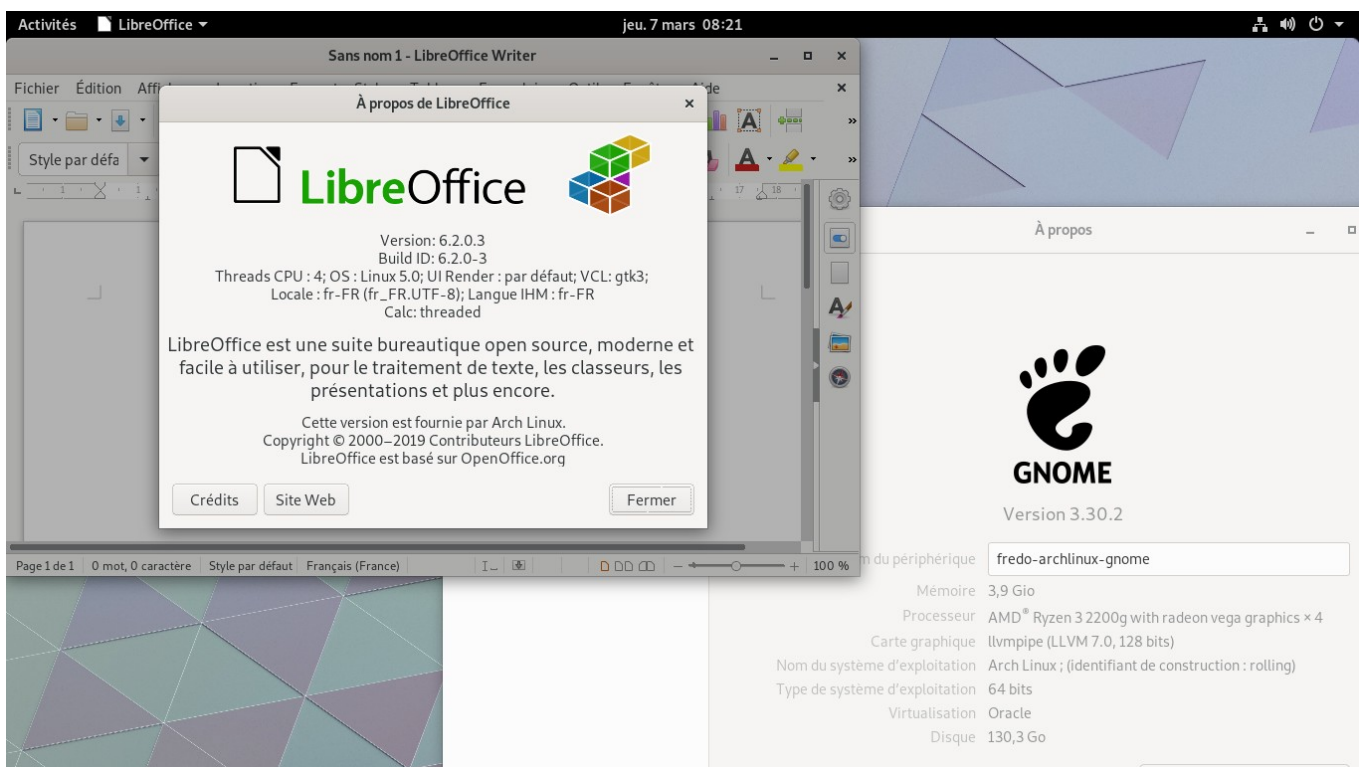 Activités LibreOffice jeu. 7 mars 08:21
Sans nom 1 - LibreOffice Writer
Fichier Édition
À propos de LibreOffice
Style par défa
1 1 17 18
LibreOffice
Version: 6.2.0.3
Build ID: 6.2.0-3
Threads CPU : 4; OS : Linux 5.0; UI Render : par défaut; VCL: gtk3;
Locale : fr-FR (fr_FR.UTF-8); Langue IHM : fr-FR
Calc: threaded
LibreOffice est une suite bureautique open source, moderne et
facile à utiliser, pour le traitement de texte, les classeurs, les
présentations et plus encore.
Cette version est fournie par Arch Linux.
Copyright © 2000–2019 Contributeurs LibreOffice.
LibreOffice est basé sur OpenOffice.org
Crédits Site Web Fermer
Page 1 de 1 0 mot, 0 caractère Style par défaut Français (France) 100 %
À propos
GNOME
Version 3.30.2
du périphérique fredo-archlinux-gnome
Mémoire 3,9 Gio
Processeur AMD® Ryzen 3 2200g with radeon vega graphics × 4
Carte graphique llvmpipe (LLVM 7.0, 128 bits)
Nom du système d'exploitation Arch Linux ; (identifiant de construction : rolling)
Type de système d'exploitation 64 bits
Virtualisation Oracle
Disque 130,3 Go